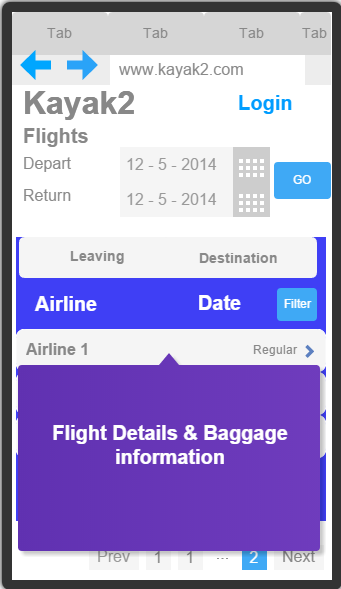 Tab Tab Tab Tab
www.kayak2.com
Kayak2 Login
Flights
Depart 12 - 5 - 2014
GO
Return 12 - 5 - 2014
Leaving Destination
Airline Date Filter
Airline 1 Regular
Flight Details & Baggage
information
Prev 1 1 ... 2 Next